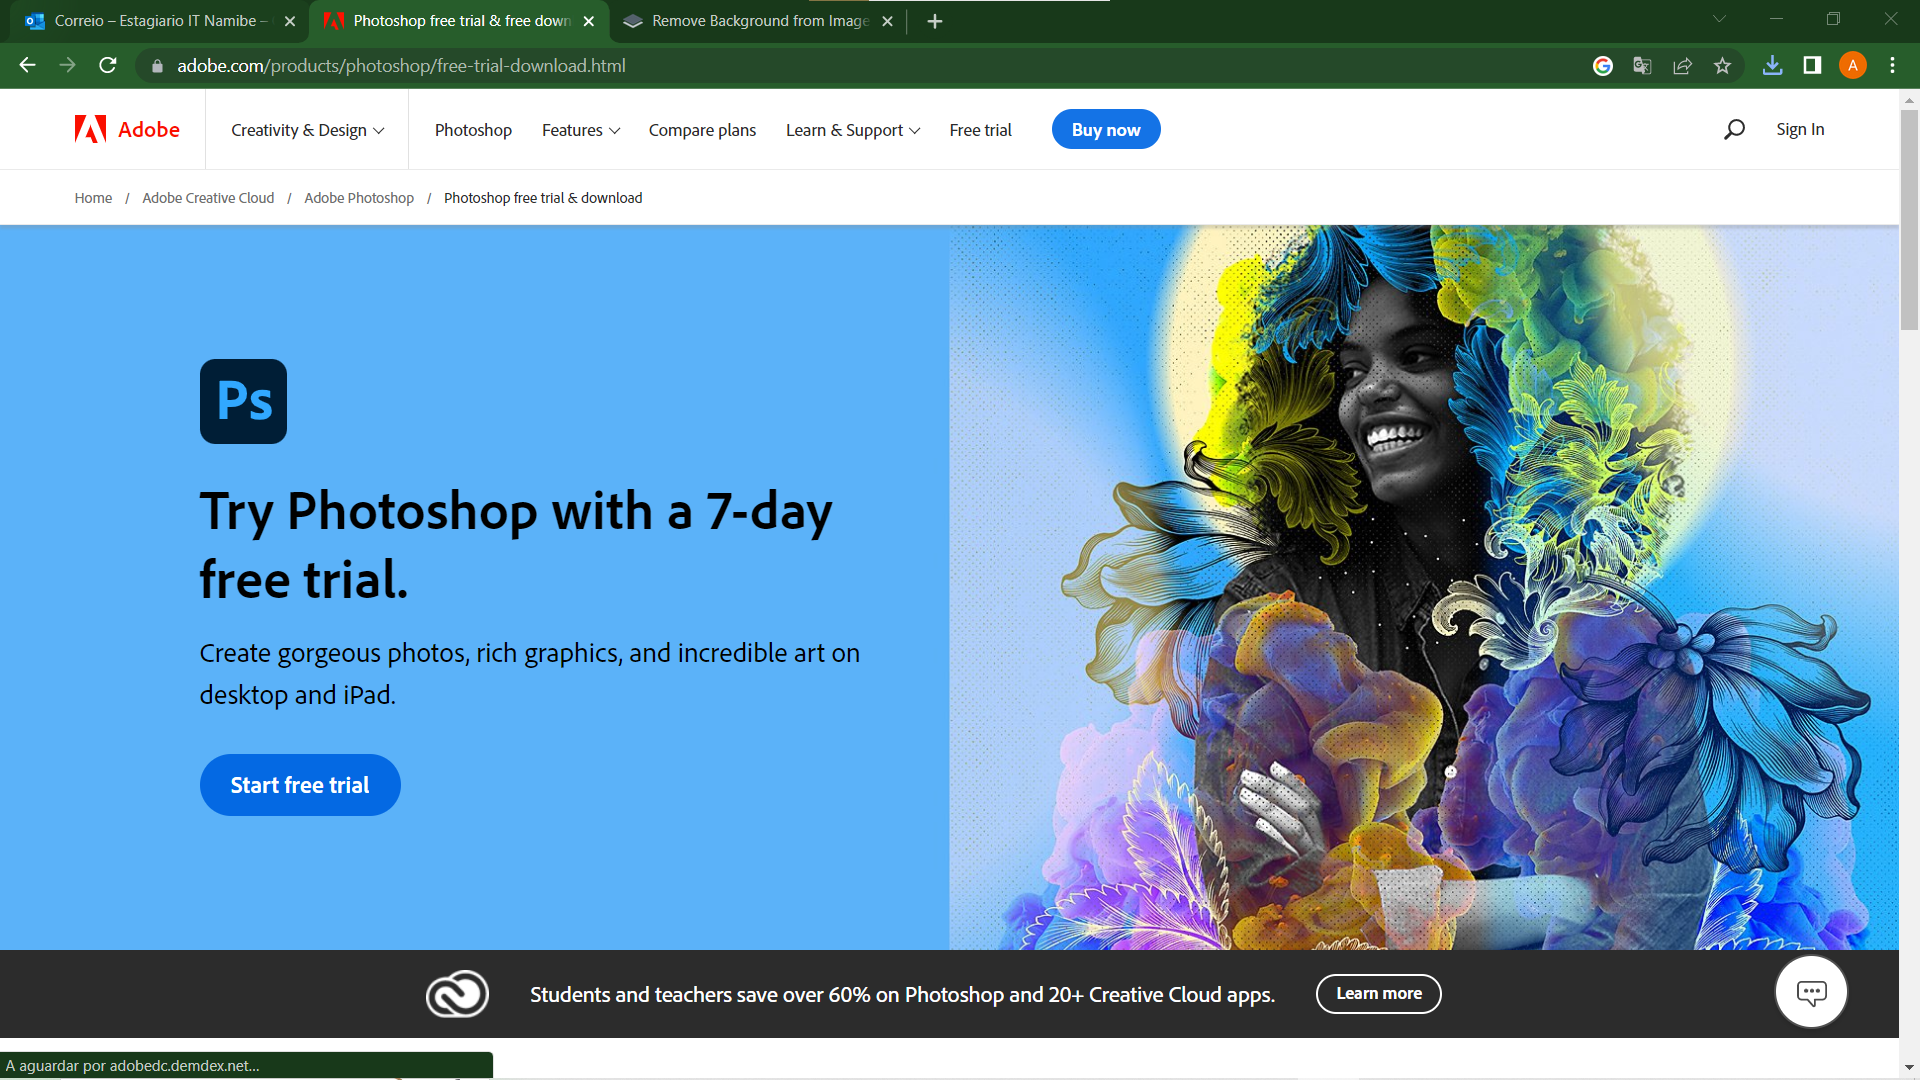 Correio – Estagiario IT Namibe –
Photoshop free trial & free down
Remove Background from Image
adobe.com/products/photoshop/free-trial-download.html
A
Adobe
Creativity & Design
Photoshop
Features
Compare plans
Learn & Support
Free trial
Buy now
Sign In
Home / Adobe Creative Cloud / Adobe Photoshop / Photoshop free trial & download
Ps
Try Photoshop with a 7-day
free trial.
Create gorgeous photos, rich graphics, and incredible art on
desktop and iPad.
Start free trial
Students and teachers save over 60% on Photoshop and 20+ Creative Cloud apps.
Learn more
A aguardar por adobedc.demdex.net...